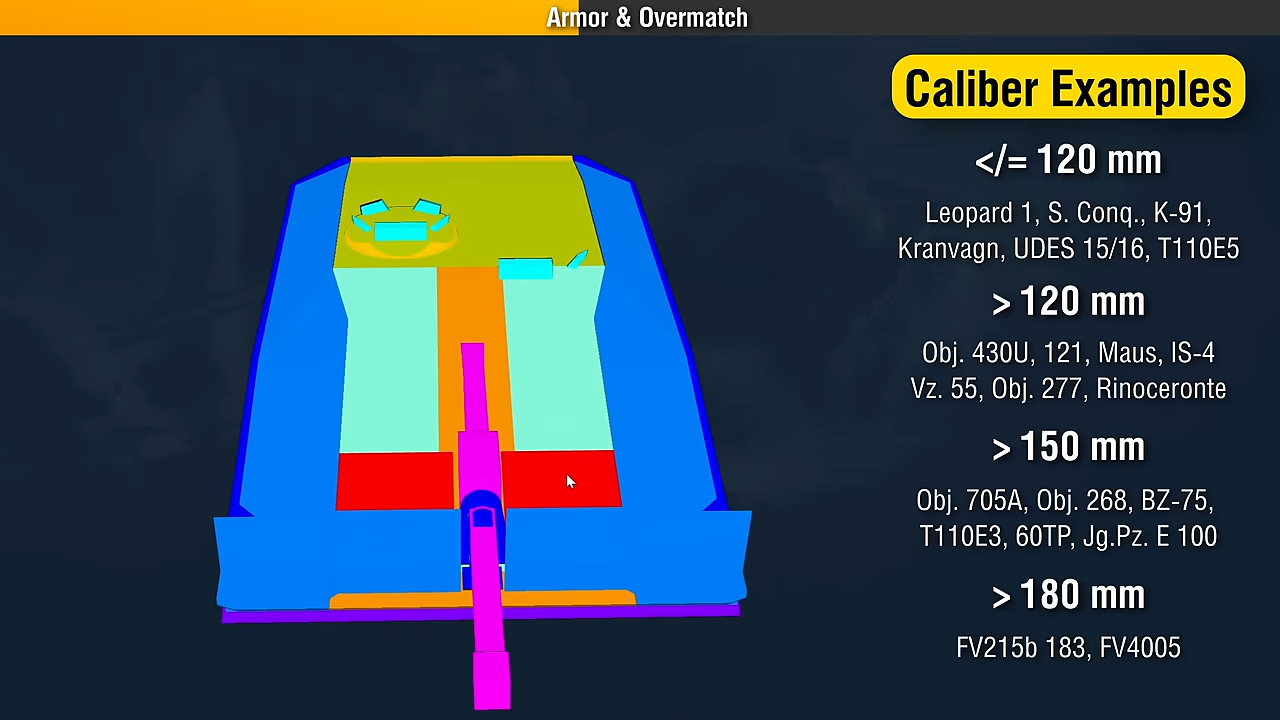 Armor & Overmatch
Caliber Examples
</= 120 mm
Leopard 1, S. Conq., K-91,
Kranvagn, UDES 15/16, T110E5
> 120 mm
Obj. 430U, 121, Maus, IS-4
Vz. 55, Obj. 277, Rinoceronte
> 150 mm
Obj. 705A, Obj. 268, BZ-75,
T110E3, 60TP, Jg.Pz. E 100
> 180 mm
FV215b 183, FV4005